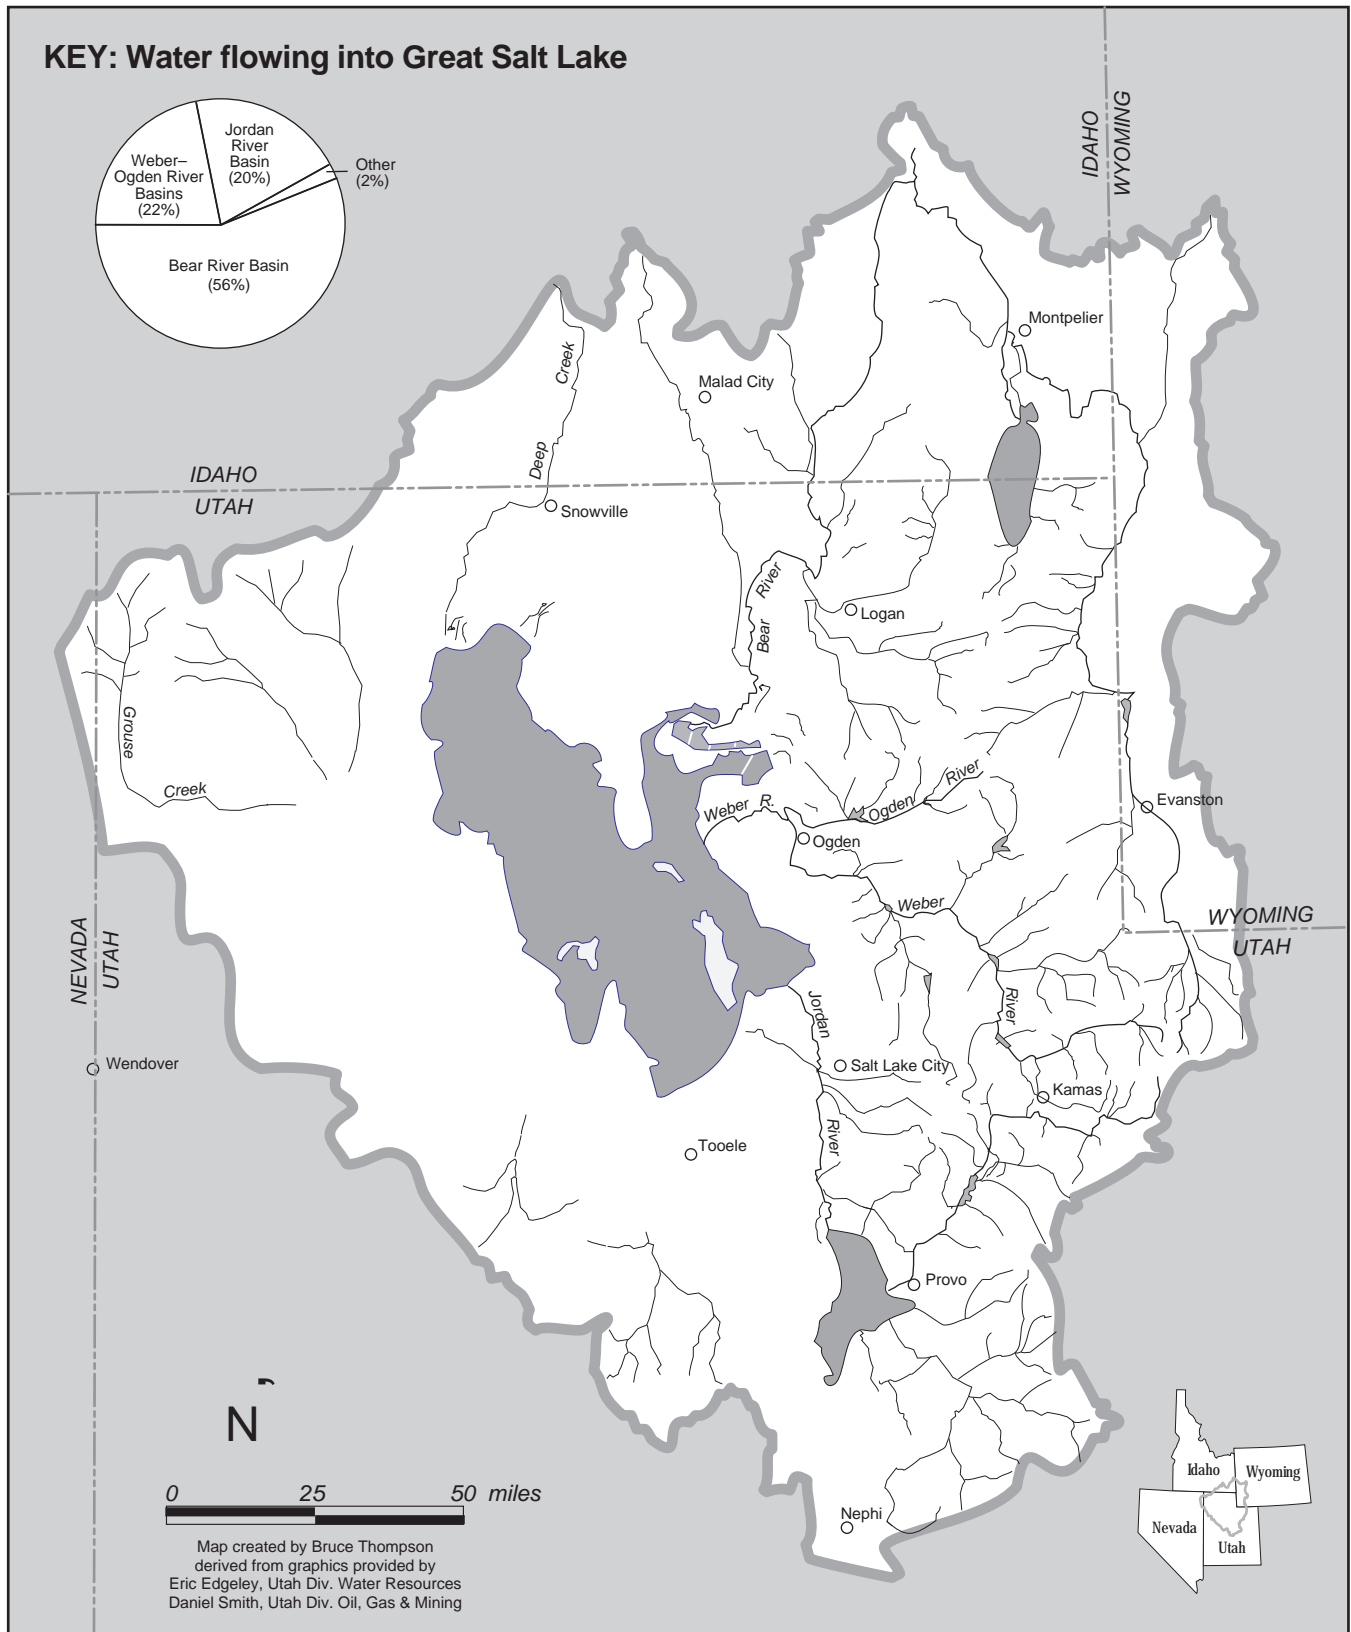 KEY: Water flowing into Great Salt Lake
Jordan
River
Basin
(20%)
Weber–
Ogden River
Basins
(22%)
Other
(2%)
Bear River Basin
(56%)
IDAHO
WYOMING
Montpelier
Creek
Deep
Malad City
IDAHO
UTAH
Snowville
River
Bear
Logan
Grouse
Creek
Weber R.
Ogden
River
Ogden
Evanston
Weber
River
WYOMING
UTAH
NEVADA
UTAH
Wendover
Jordan
River
Salt Lake City
Kamas
Tooele
Provo
Nephi
N
0 25 50 miles
Map created by Bruce Thompson
derived from graphics provided by
Eric Edgeley, Utah Div. Water Resources
Daniel Smith, Utah Div. Oil, Gas & Mining
Idaho
Wyoming
Nevada
Utah